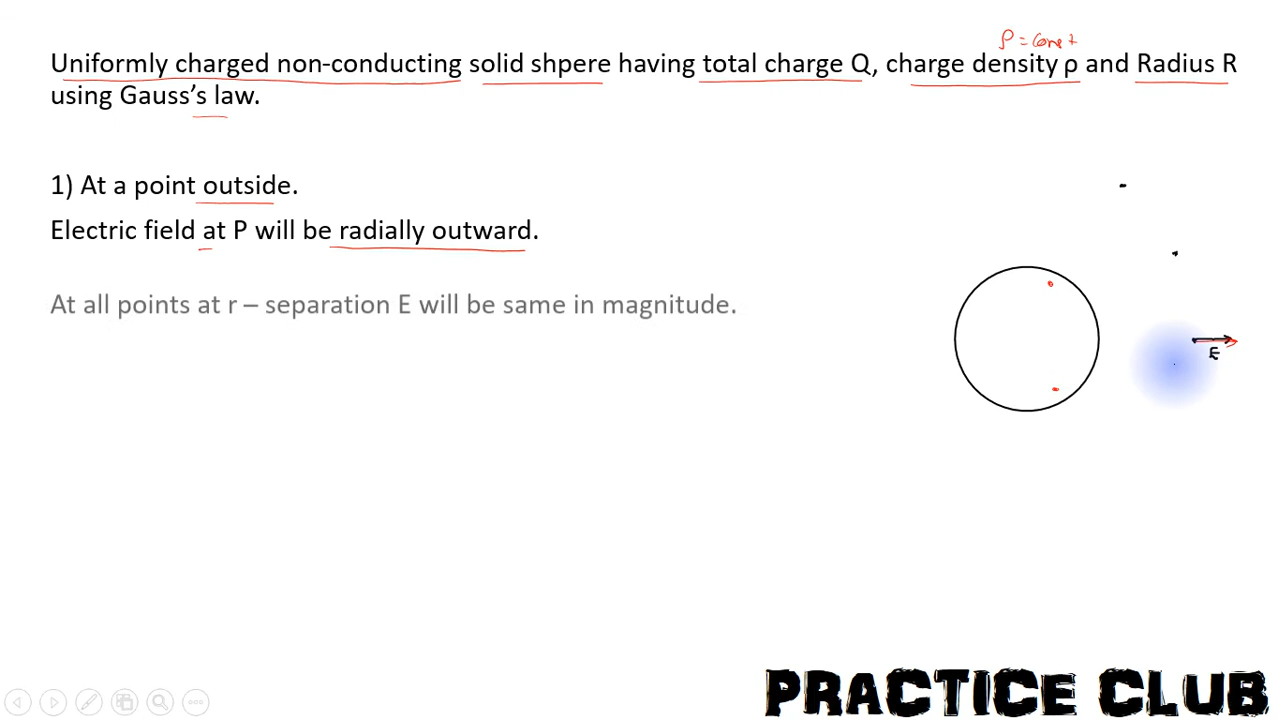 ρ = const
Uniformly charged non-conducting solid shpere having total charge Q, charge density ρ and Radius R
using Gauss’s law.
1) At a point outside.
Electric field at P will be radially outward.
At all points at r – separation E will be same in magnitude.
E
PRACTICE CLUB